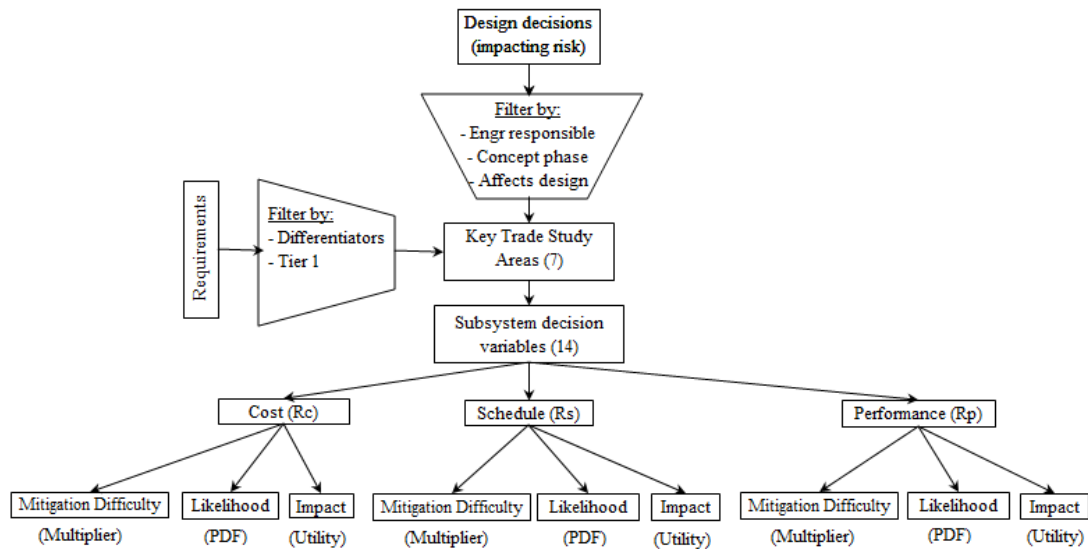 Design decisions
(impacting risk)
Filter by:
- Engr responsible
- Concept phase
- Affects design
Requirements
Filter by:
- Differentiators
- Tier 1
Key Trade Study
Areas (7)
Subsystem decision
variables (14)
Cost (Rc)
Schedule (Rs)
Performance (Rp)
Mitigation Difficulty
(Multiplier)
Likelihood
(PDF)
Impact
(Utility)
Mitigation Difficulty
(Multiplier)
Likelihood
(PDF)
Impact
(Utility)
Mitigation Difficulty
(Multiplier)
Likelihood
(PDF)
Impact
(Utility)